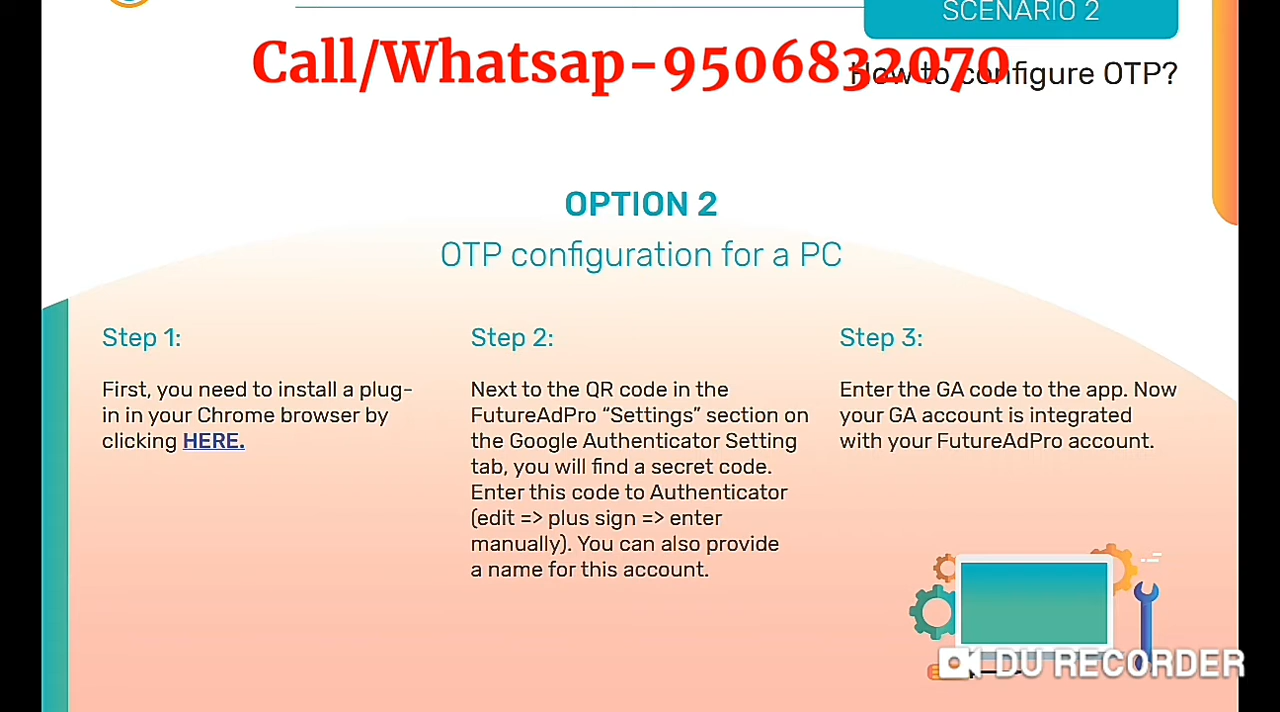 SCENARIO 2
Call/Whatsap-9506832070
How to configure OTP?
OPTION 2
OTP configuration for a PC
Step 1:
First, you need to install a plug-
in in your Chrome browser by
clicking HERE.
Step 2:
Next to the QR code in the
FutureAdPro “Settings” section on
the Google Authenticator Setting
tab, you will find a secret code.
Enter this code to Authenticator
(edit => plus sign => enter
manually). You can also provide
a name for this account.
Step 3:
Enter the GA code to the app. Now
your GA account is integrated
with your FutureAdPro account.
DU RECORDER